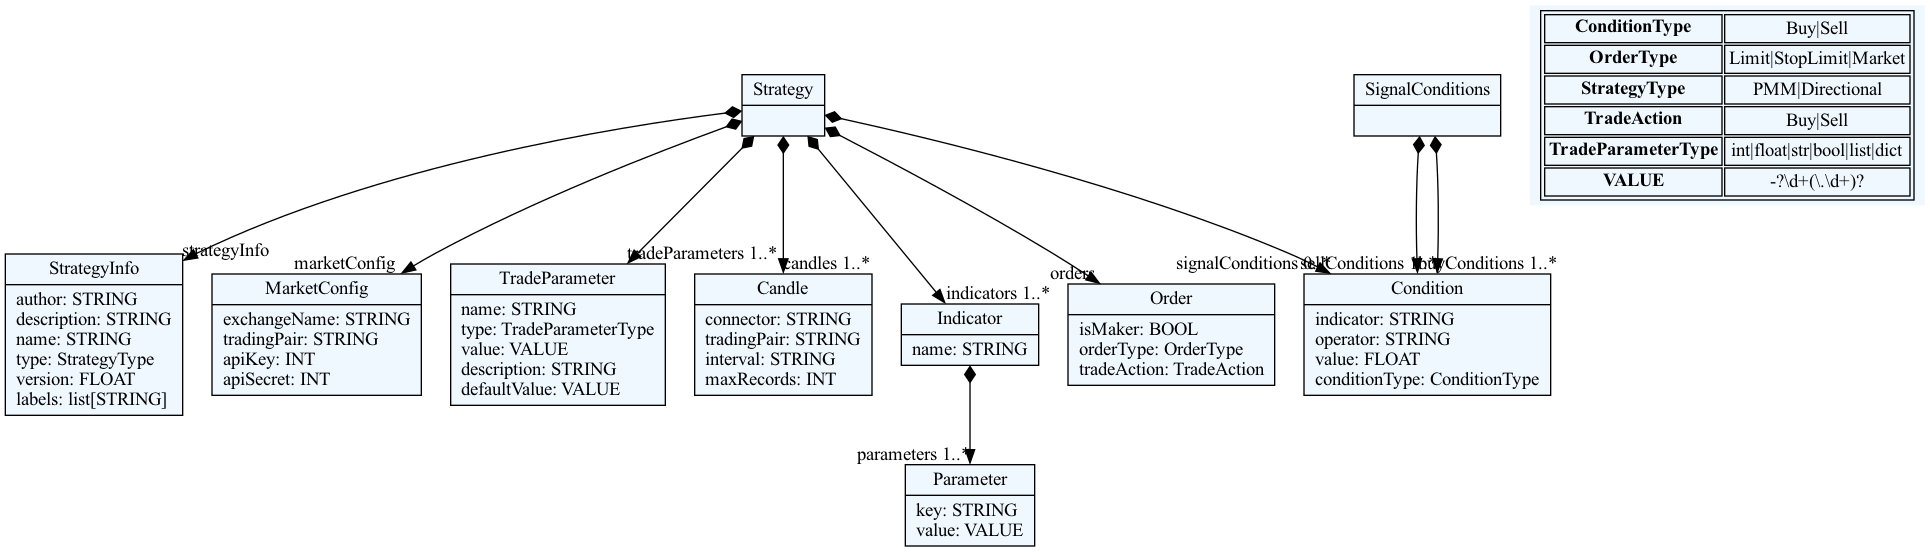 ConditionType Buy|Sell
OrderType Limit|StopLimit|Market
StrategyType PMM|Directional
TradeAction Buy|Sell
TradeParameterType int|float|str|bool|list|dict
VALUE -?\d+(\.\d+)?
Strategy
SignalConditions
strategyInfo
marketConfig
tradeParameters 1..*
candles 1..*
indicators 1..*
orders
signalConditions 0..*
sellConditions
buyConditions 1..*
StrategyInfo
author: STRING
description: STRING
name: STRING
type: StrategyType
version: FLOAT
labels: list[STRING]
MarketConfig
exchangeName: STRING
tradingPair: STRING
apiKey: INT
apiSecret: INT
TradeParameter
name: STRING
type: TradeParameterType
value: VALUE
description: STRING
defaultValue: VALUE
Candle
connector: STRING
tradingPair: STRING
interval: STRING
maxRecords: INT
Indicator
name: STRING
Order
isMaker: BOOL
orderType: OrderType
tradeAction: TradeAction
Condition
indicator: STRING
operator: STRING
value: FLOAT
conditionType: ConditionType
parameters 1..*
Parameter
key: STRING
value: VALUE